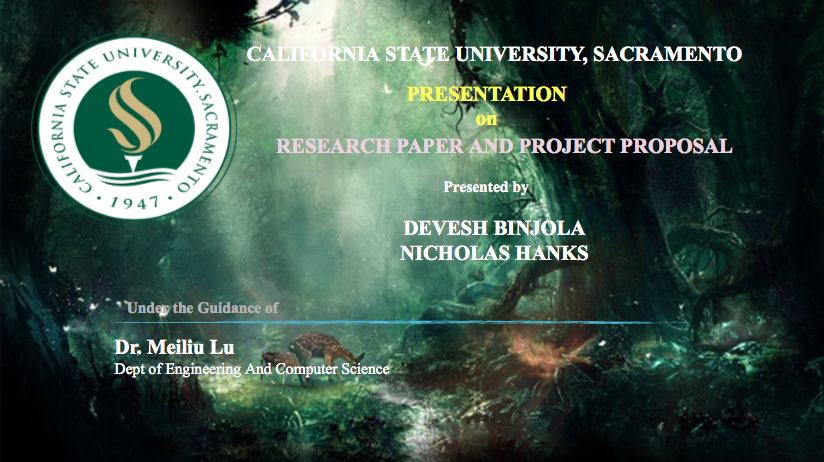 CALIFORNIA STATE UNIVERSITY, SACRAMENTO
• 1947 •
CALIFORNIA STATE UNIVERSITY, SACRAMENTO
PRESENTATION
on
RESEARCH PAPER AND PROJECT PROPOSAL
Presented by
DEVESH BINJOLA
NICHOLAS HANKS
Under the Guidance of
Dr. Meiliu Lu
Dept of Engineering And Computer Science